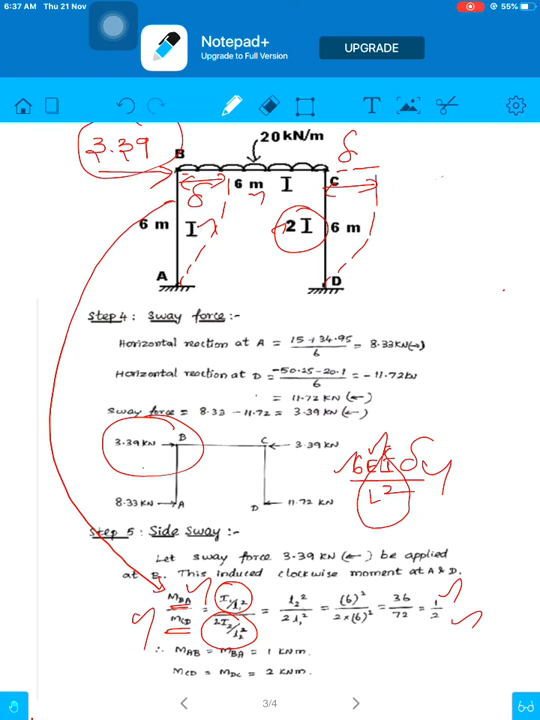 6:37 AM Thu 21 Nov
55%
Notepad+
Upgrade to Full Version
UPGRADE
T
3.39
B
20 kN/m
δ
6 m I
C
δ
6 m
I
2 I
6 m
A
D
Step 4: Sway force :-
Horizontal reaction at A = 15 + 34.95 / 6 = 8.33 KN(→)
Horizontal reaction at D = -50.25 - 20.1 / 6 = - 11.72KN
= 11.72 KN (←)
Sway force = 8.33 - 11.72 = 3.39 KN (←)
3.39 KN
B
C
3.39 KN
6EIδ
L²
8.33 KN
A
D
11.72 KN
Step 5: Side Sway :-
Let sway force 3.39 KN (←) be applied
at B. This induced clockwise moment at A & D.
MBA / MCD = I/l₁² / 2I₂/l₂² = l₂² / 2l₁² = (6)² / 2×(6)² = 36 / 72 = 1 / 2
∴ MAB = MBA = 1 KNm.
MCD = MDC = 2 KNm.
3/4